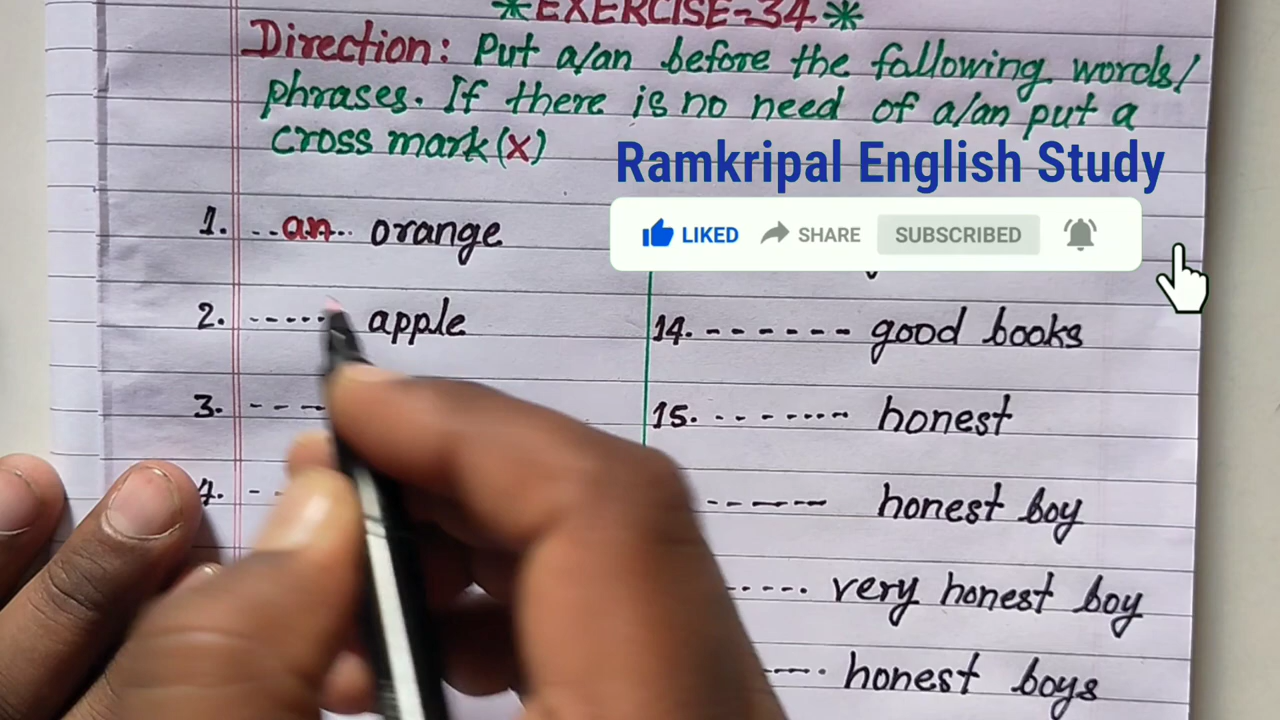 *EXERCISE-34*
Direction: Put a/an before the following words/
phrases. If there is no need of a/an put a
cross mark(x)
Ramkripal English Study
LIKED SHARE SUBSCRIBED
1. ..an... orange
2. ----- apple
3. ---
4. --
14. ------- good books
15. ------- honest
------ honest boy
----. very honest boy
---. honest boys